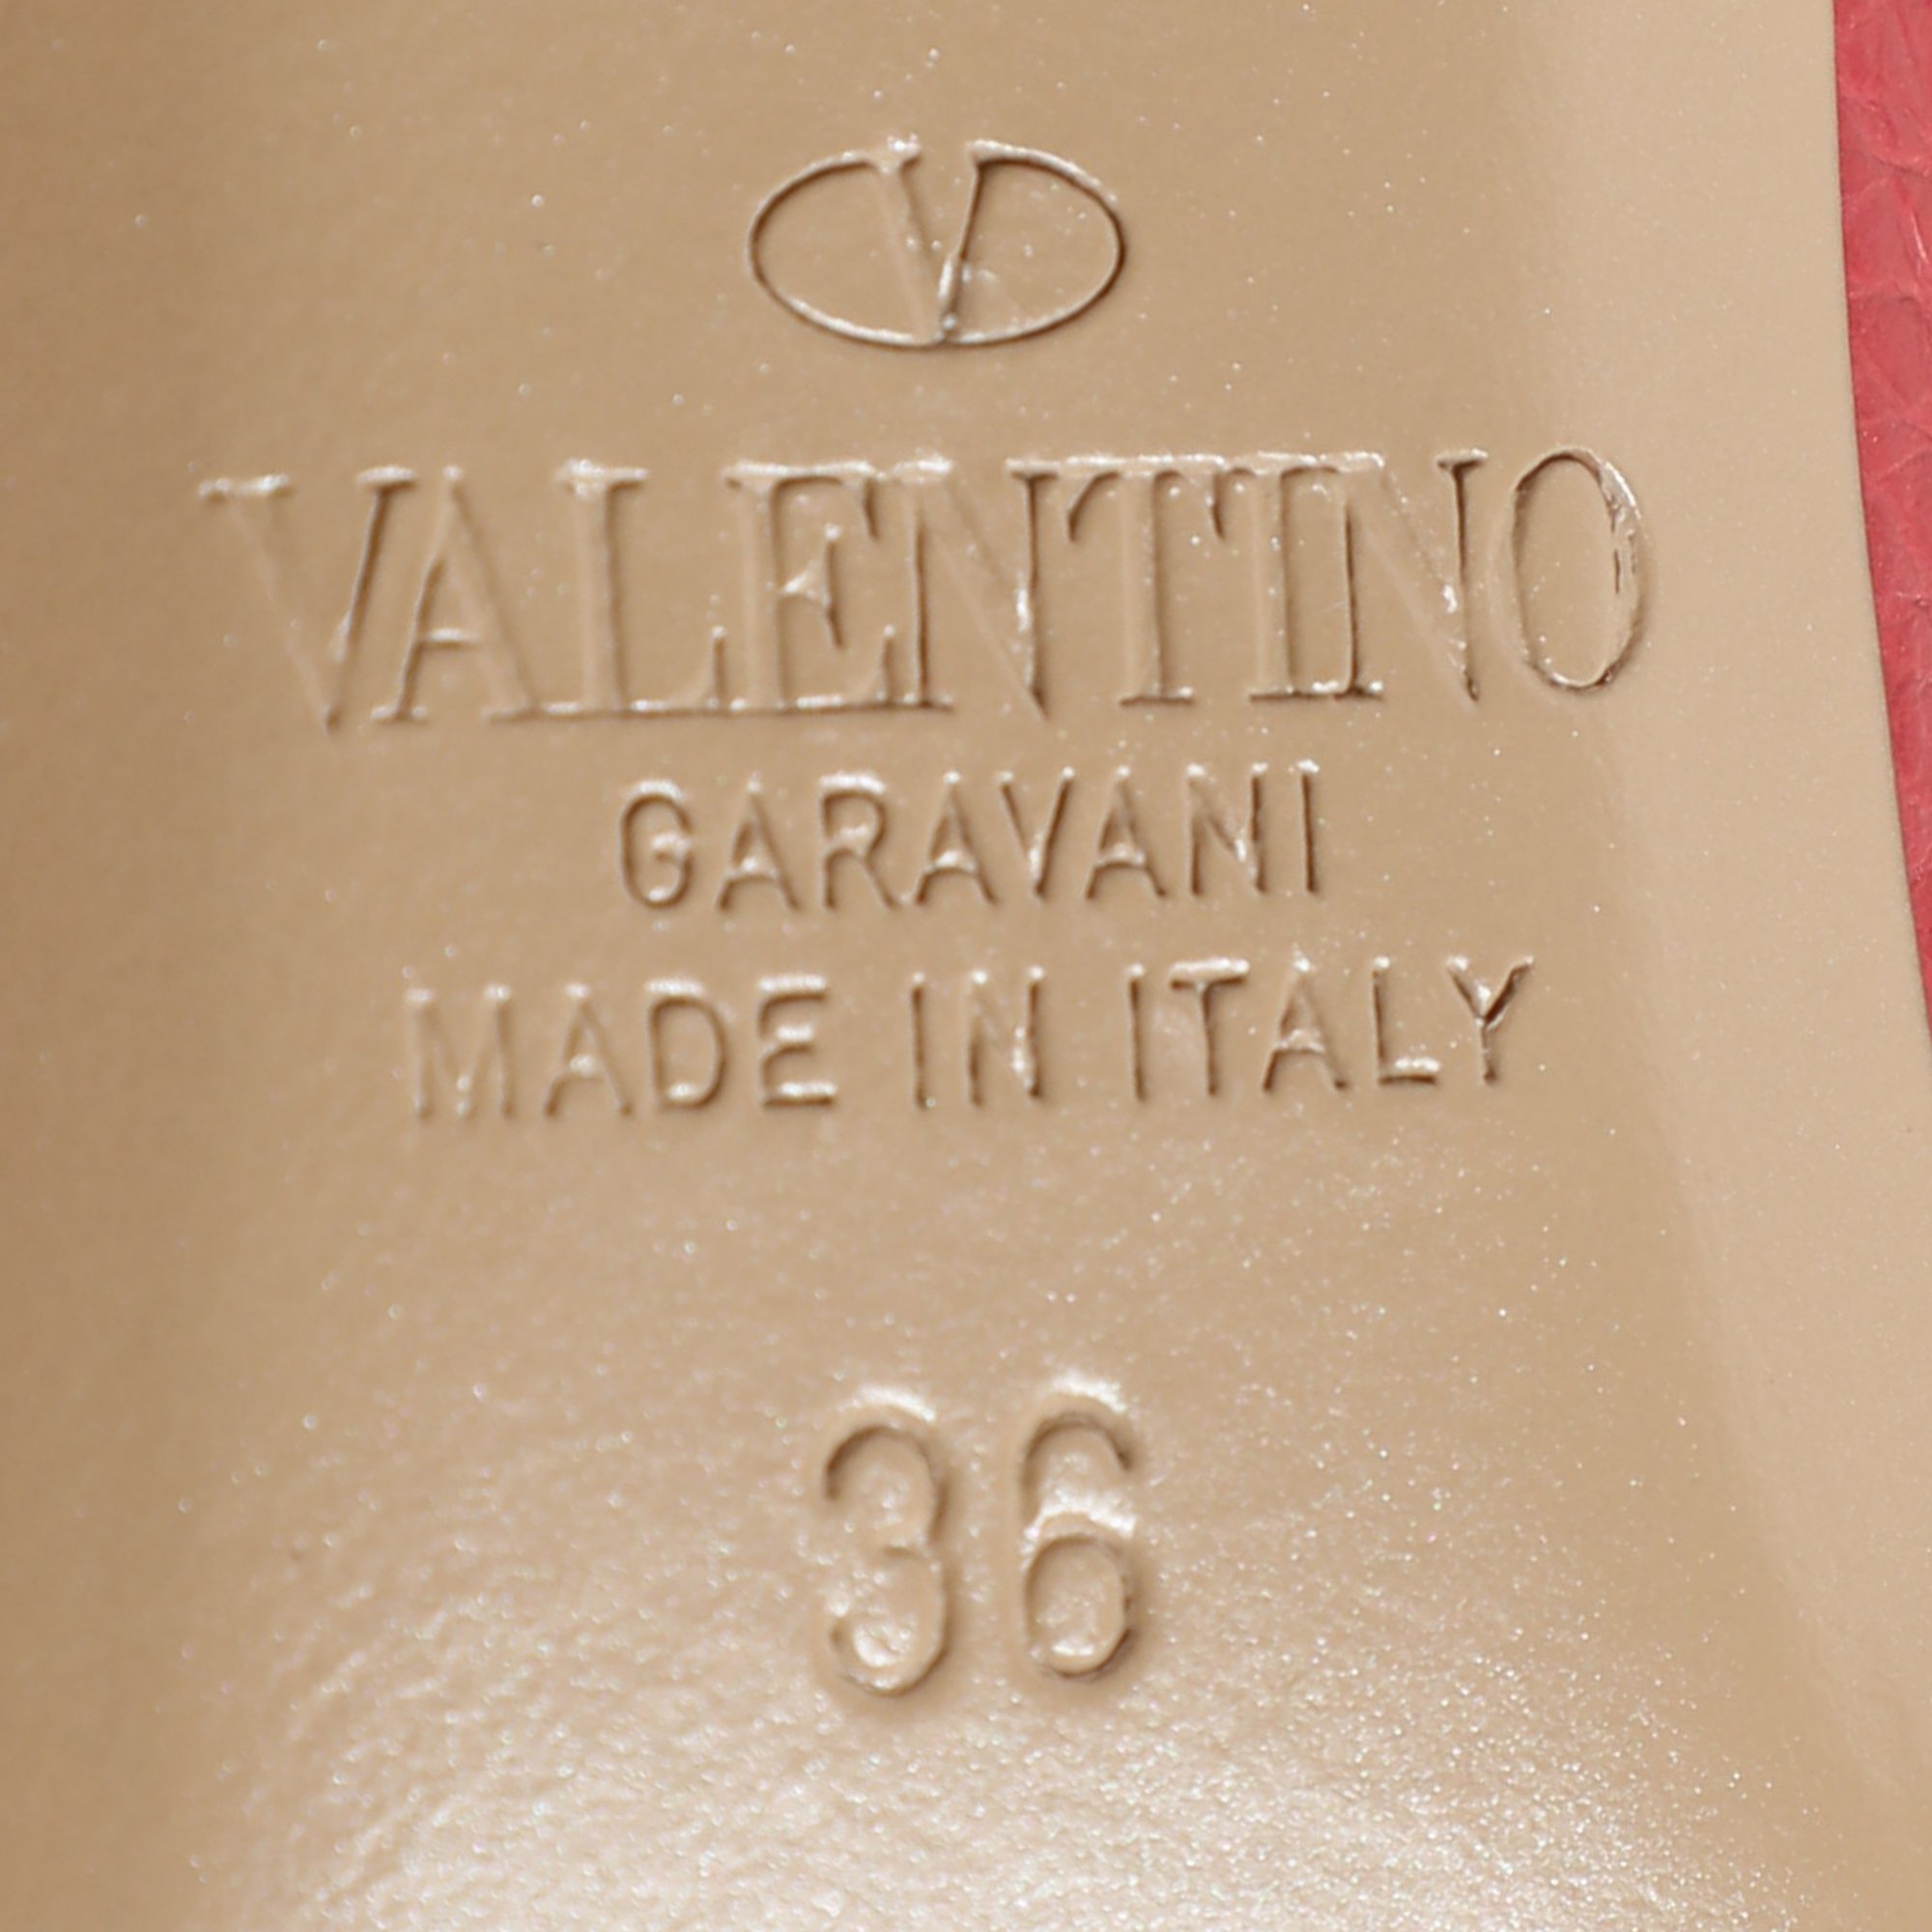 V
VALENTINO
GARAVANI
MADE IN ITALY
36